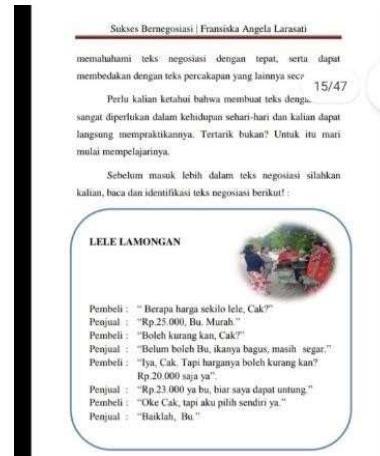 Sukses Bernegosiasi | Fransiska Angela Larasati
memahahami teks negosiasi dengan tepat, serta dapat
membedakan dengan teks percakapan yang lainnya
15/47
Perlu kalian ketahui bahwa membuat teks
sangat diperlukan dalam kehidupan sehari-hari dan kalian dapat
langsung mempraktikannya. Tertarik bukan? Untuk itu mari
mulai mempelajarinya.
Sebelum masuk lebih dalam teks negosiasi silahkan
kalian, baca dan identifikasi teks negosiasi berikut! :
LELE LAMONGAN
Pembeli : “ Berapa harga sekilo lele, Cak?”
Penjual : “Rp.25.000, Bu. Murah.”
Pembeli : “Boleh kurang kan, Cak?”
Penjual : “Belum boleh Bu, ikanya bagus, masih segar.”
Pembeli : “Iya, Cak. Tapi harganya boleh kurang kan?
Rp.20.000 saja ya”.
Penjual : “Rp.23.000 ya bu, biar saya dapat untung.”
Pembeli : “Oke Cak, tapi aku pilih sendiri ya.”
Penjual : “Baiklah, Bu.”